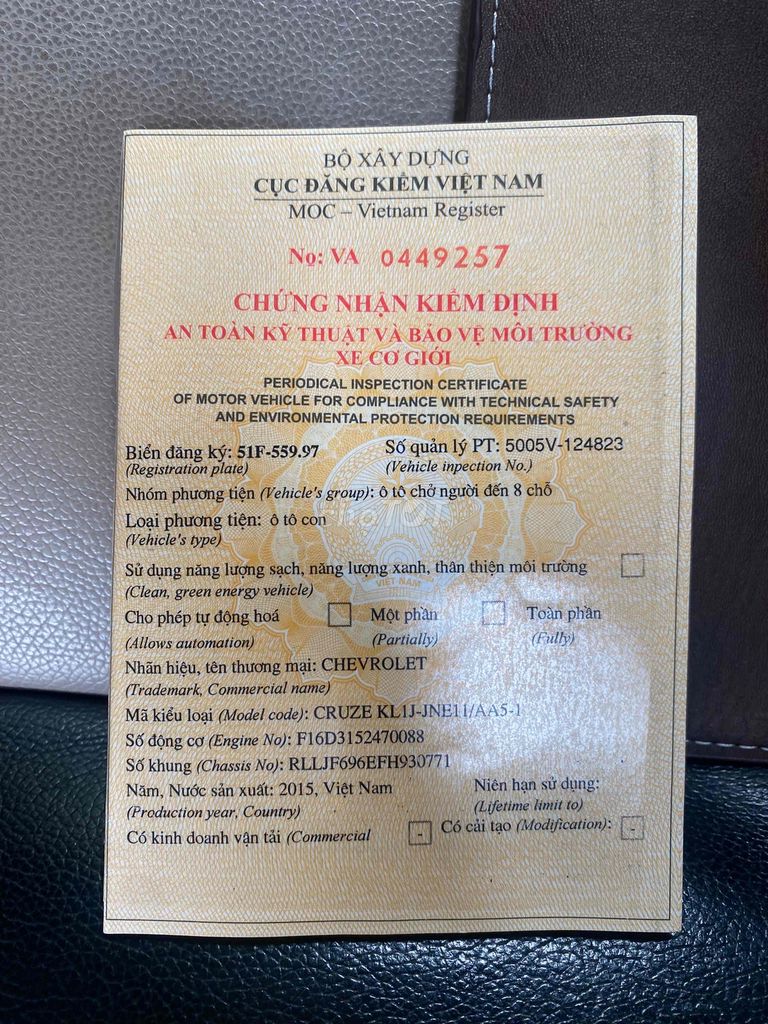 BỘ XÂY DỰNG
CỤC ĐĂNG KIỂM VIỆT NAM
MOC – Vietnam Register
Nọ: VA 0449257
CHỨNG NHẬN KIỂM ĐỊNH
AN TOÀN KỸ THUẬT VÀ BẢO VỆ MÔI TRƯỜNG
XE CƠ GIỚI
PERIODICAL INSPECTION CERTIFICATE
OF MOTOR VEHICLE FOR COMPLIANCE WITH TECHNICAL SAFETY
AND ENVIRONMENTAL PROTECTION REQUIREMENTS
Biển đăng ký: 51F-559.97 Số quản lý PT: 5005V-124823
(Registration plate) (Vehicle inpection No.)
Nhóm phương tiện (Vehicle's group): ô tô chở người đến 8 chỗ
Loại phương tiện: ô tô con
(Vehicle's type)
Sử dụng năng lượng sạch, năng lượng xanh, thân thiện môi trường
(Clean, green energy vehicle)
VIỆT NAM
Cho phép tự động hoá Một phần Toàn phần
(Allows automation) (Partially) (Fully)
Nhãn hiệu, tên thương mại: CHEVROLET
(Trademark, Commercial name)
Mã kiểu loại (Model code): CRUZE KL1J-JNE11/AA5-1
Số động cơ (Engine No): F16D3152470088
Số khung (Chassis No): RLLJF696EFH930771
Năm, Nước sản xuất: 2015, Việt Nam Niên hạn sử dụng:
(Production year, Country) (Lifetime limit to)
Có kinh doanh vận tải (Commercial - Có cải tạo (Modification): -